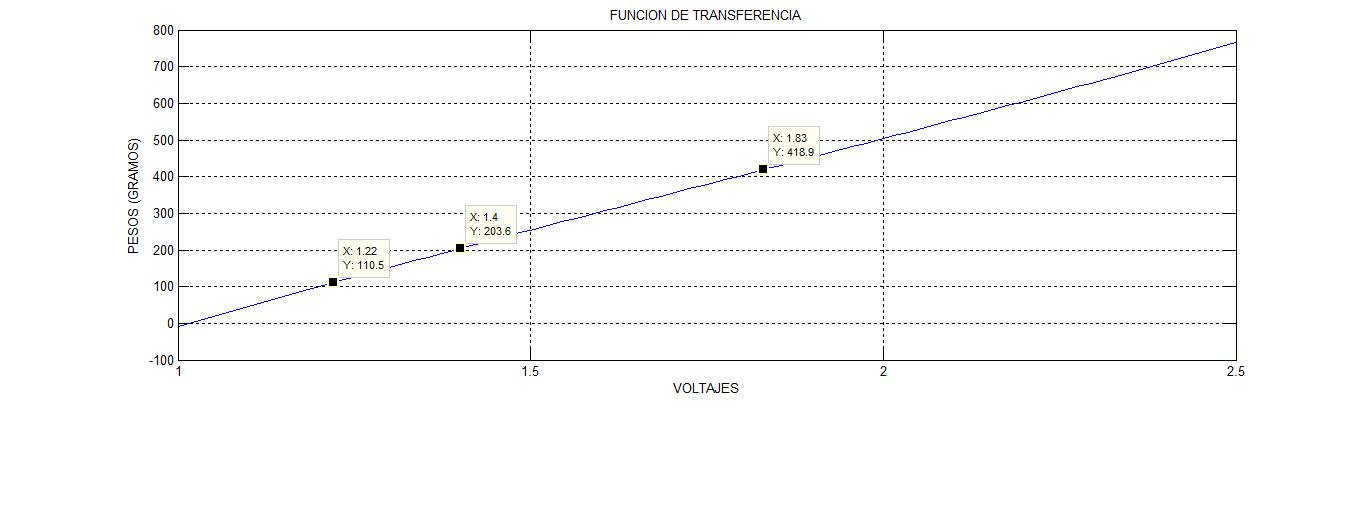 FUNCION DE TRANSFERENCIA
800
700
600
500
400
300
200
100
0
-100
PESOS (GRAMOS)
X: 1.22
Y: 110.5
X: 1.4
Y: 203.6
X: 1.83
Y: 418.9
1
1.5
2
2.5
VOLTAJES